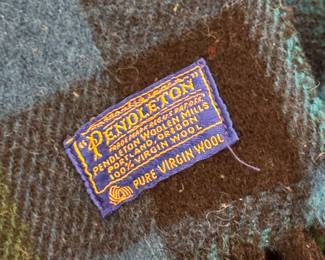 "PENDLETON"
PENDLETON WOOLEN MILLS
PORTLAND, OREGON
100% VIRGIN WOOL
PURE VIRGIN WOOL